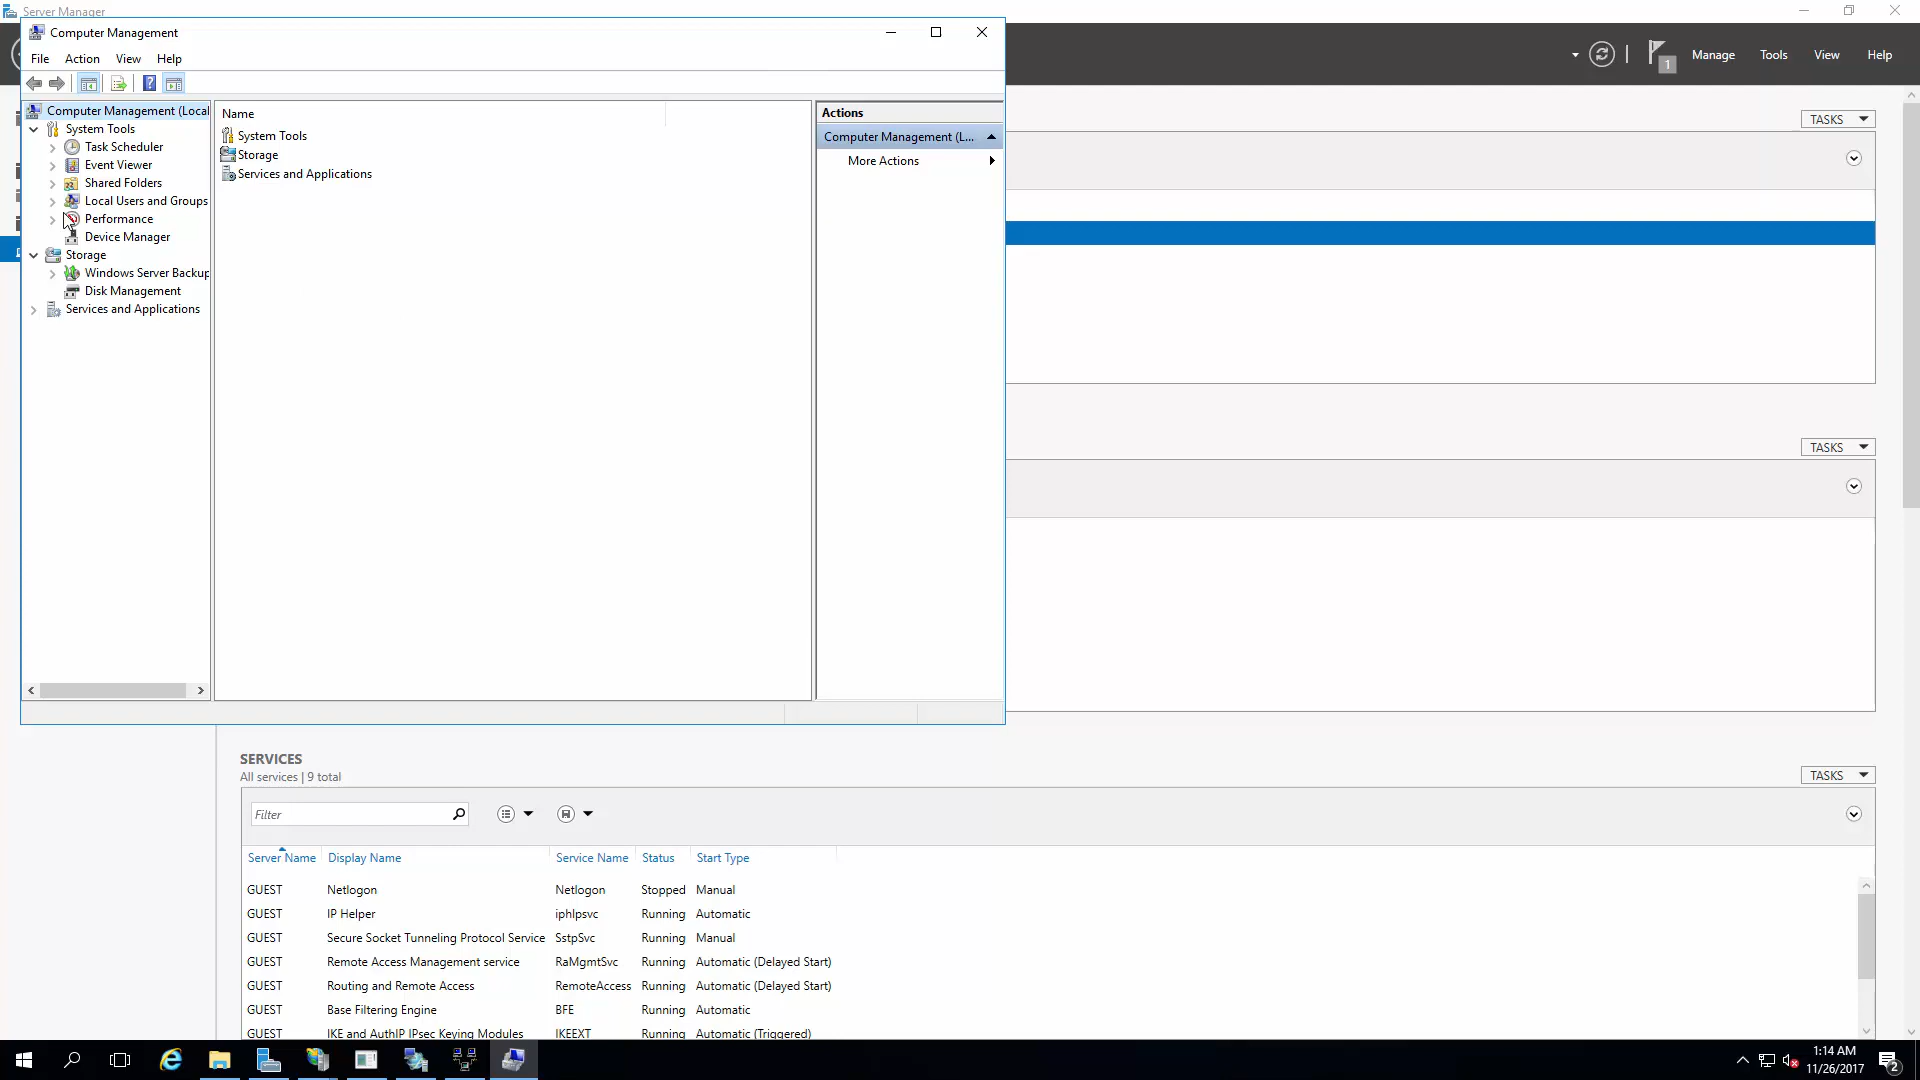 Server Manager
Computer Management
File Action View Help
1 Manage Tools View Help
Computer Management (Local
System Tools
Task Scheduler
Event Viewer
Shared Folders
Local Users and Groups
Performance
Device Manager
Storage
Windows Server Backup
Disk Management
Services and Applications
Name
System Tools
Storage
Services and Applications
Actions
Computer Management (L...
More Actions
TASKS
TASKS
SERVICES
All services | 9 total
TASKS
Filter
Server Name Display Name Service Name Status Start Type
GUEST Netlogon Netlogon Stopped Manual
GUEST IP Helper iphlpsvc Running Automatic
GUEST Secure Socket Tunneling Protocol Service SstpSvc Running Manual
GUEST Remote Access Management service RaMgmtSvc Running Automatic (Delayed Start)
GUEST Routing and Remote Access RemoteAccess Running Automatic (Delayed Start)
GUEST Base Filtering Engine BFE Running Automatic
GUEST IKE and AuthIP IPsec Keying Modules IKEEXT Running Automatic (Triggered)
1:14 AM
11/26/2017
2